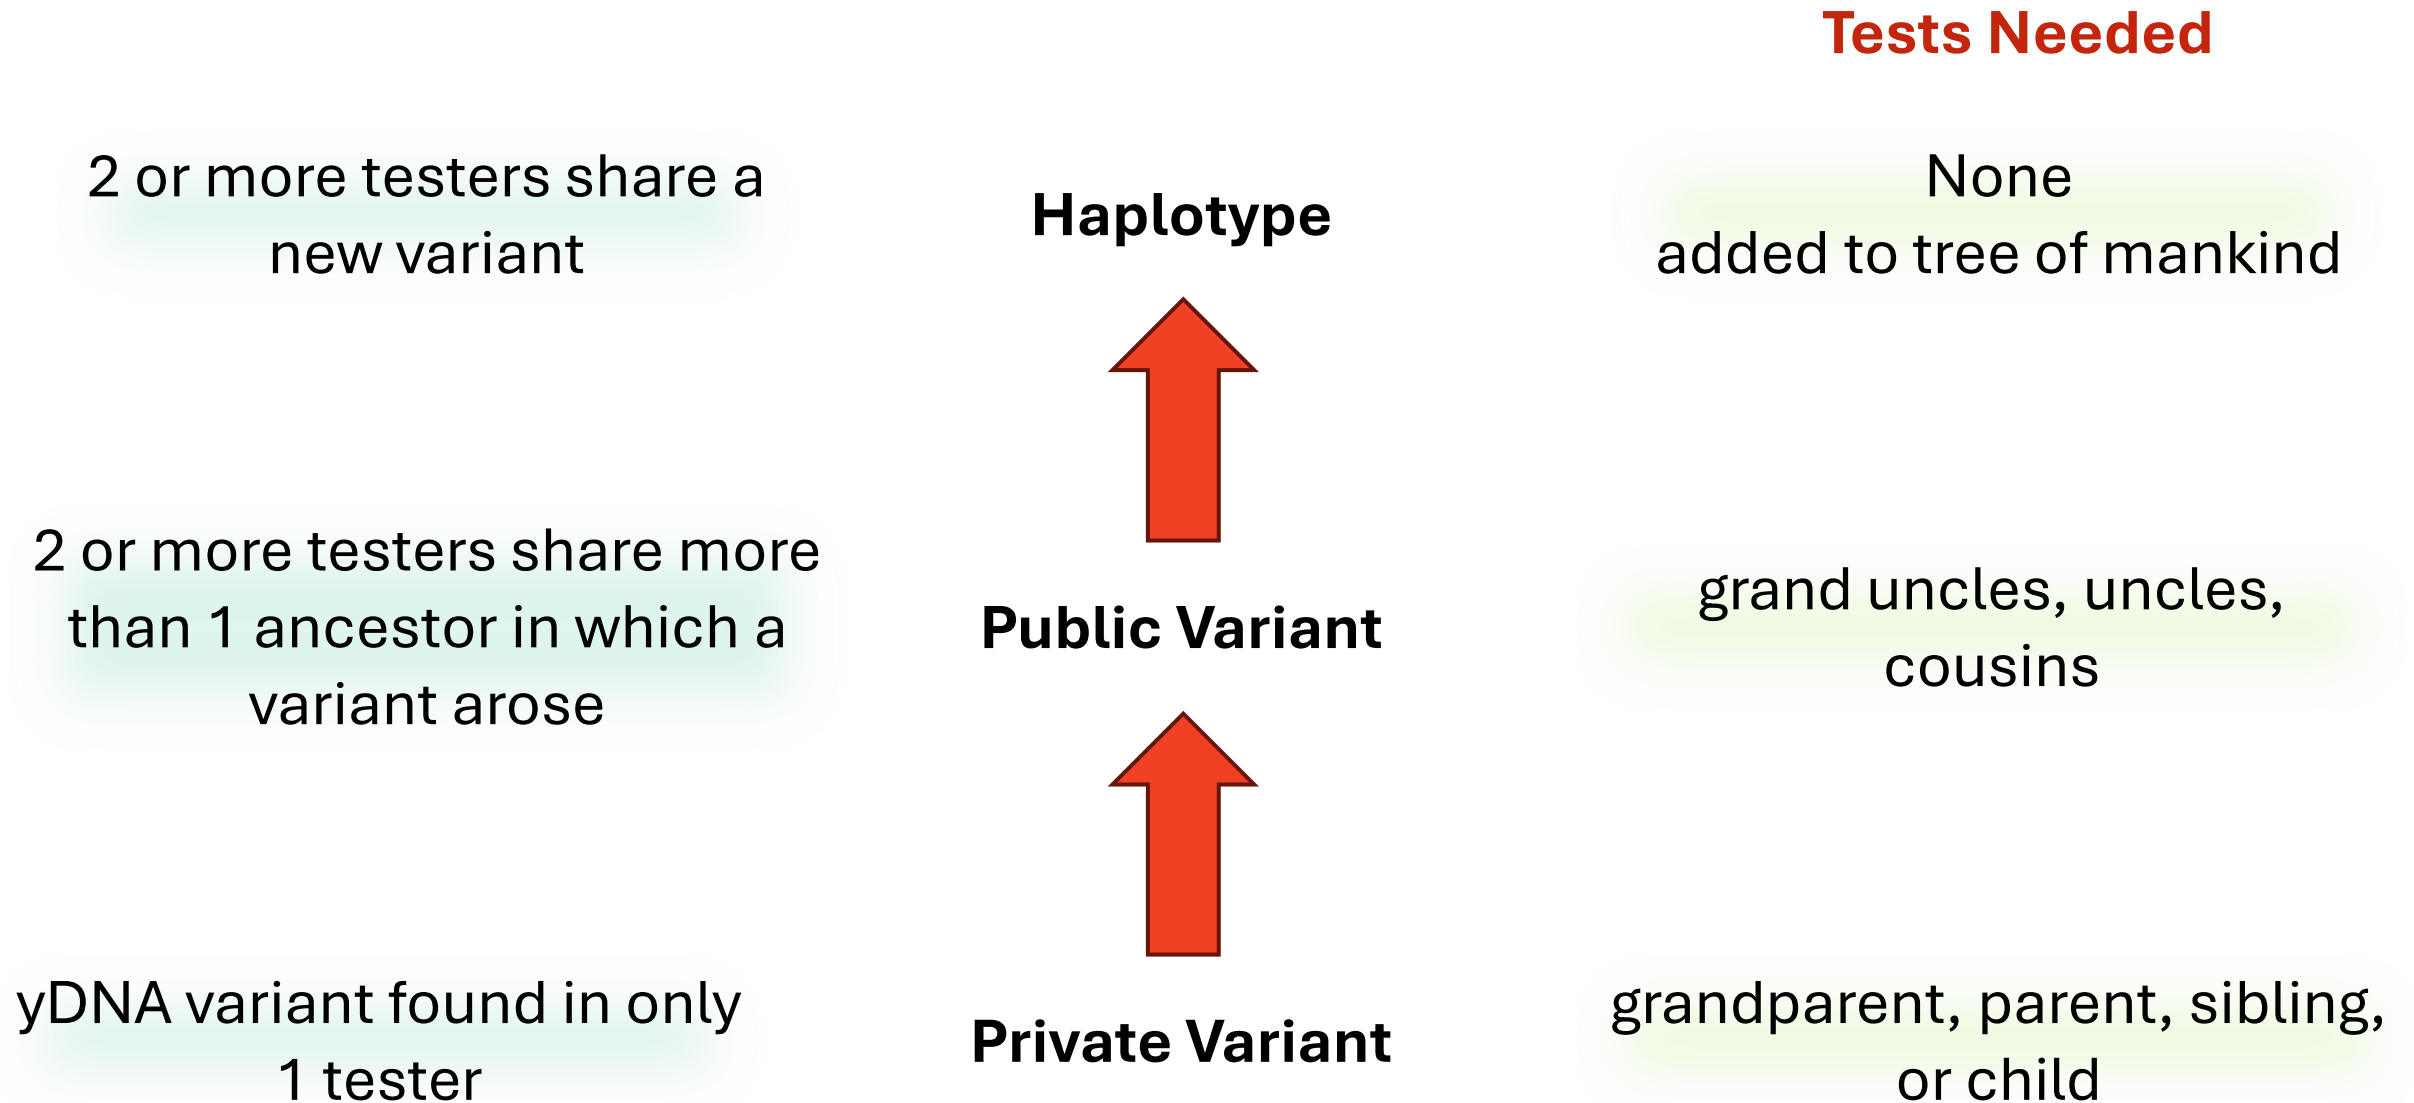 Tests Needed
2 or more testers share a
new variant
Haplotype
None
added to tree of mankind
2 or more testers share more
than 1 ancestor in which a
variant arose
Public Variant
grand uncles, uncles,
cousins
yDNA variant found in only
1 tester
Private Variant
grandparent, parent, sibling,
or child